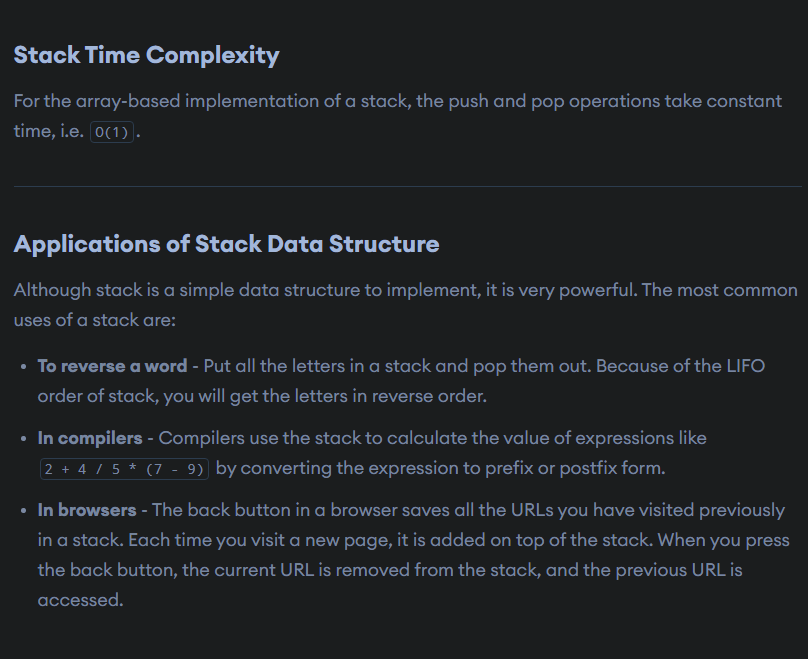 Stack Time Complexity
For the array-based implementation of a stack, the push and pop operations take constant
time, i.e. O(1) .
Applications of Stack Data Structure
Although stack is a simple data structure to implement, it is very powerful. The most common
uses of a stack are:
• To reverse a word - Put all the letters in a stack and pop them out. Because of the LIFO
order of stack, you will get the letters in reverse order.
• In compilers - Compilers use the stack to calculate the value of expressions like
2 + 4 / 5 * (7 - 9) by converting the expression to prefix or postfix form.
• In browsers - The back button in a browser saves all the URLs you have visited previously
in a stack. Each time you visit a new page, it is added on top of the stack. When you press
the back button, the current URL is removed from the stack, and the previous URL is
accessed.